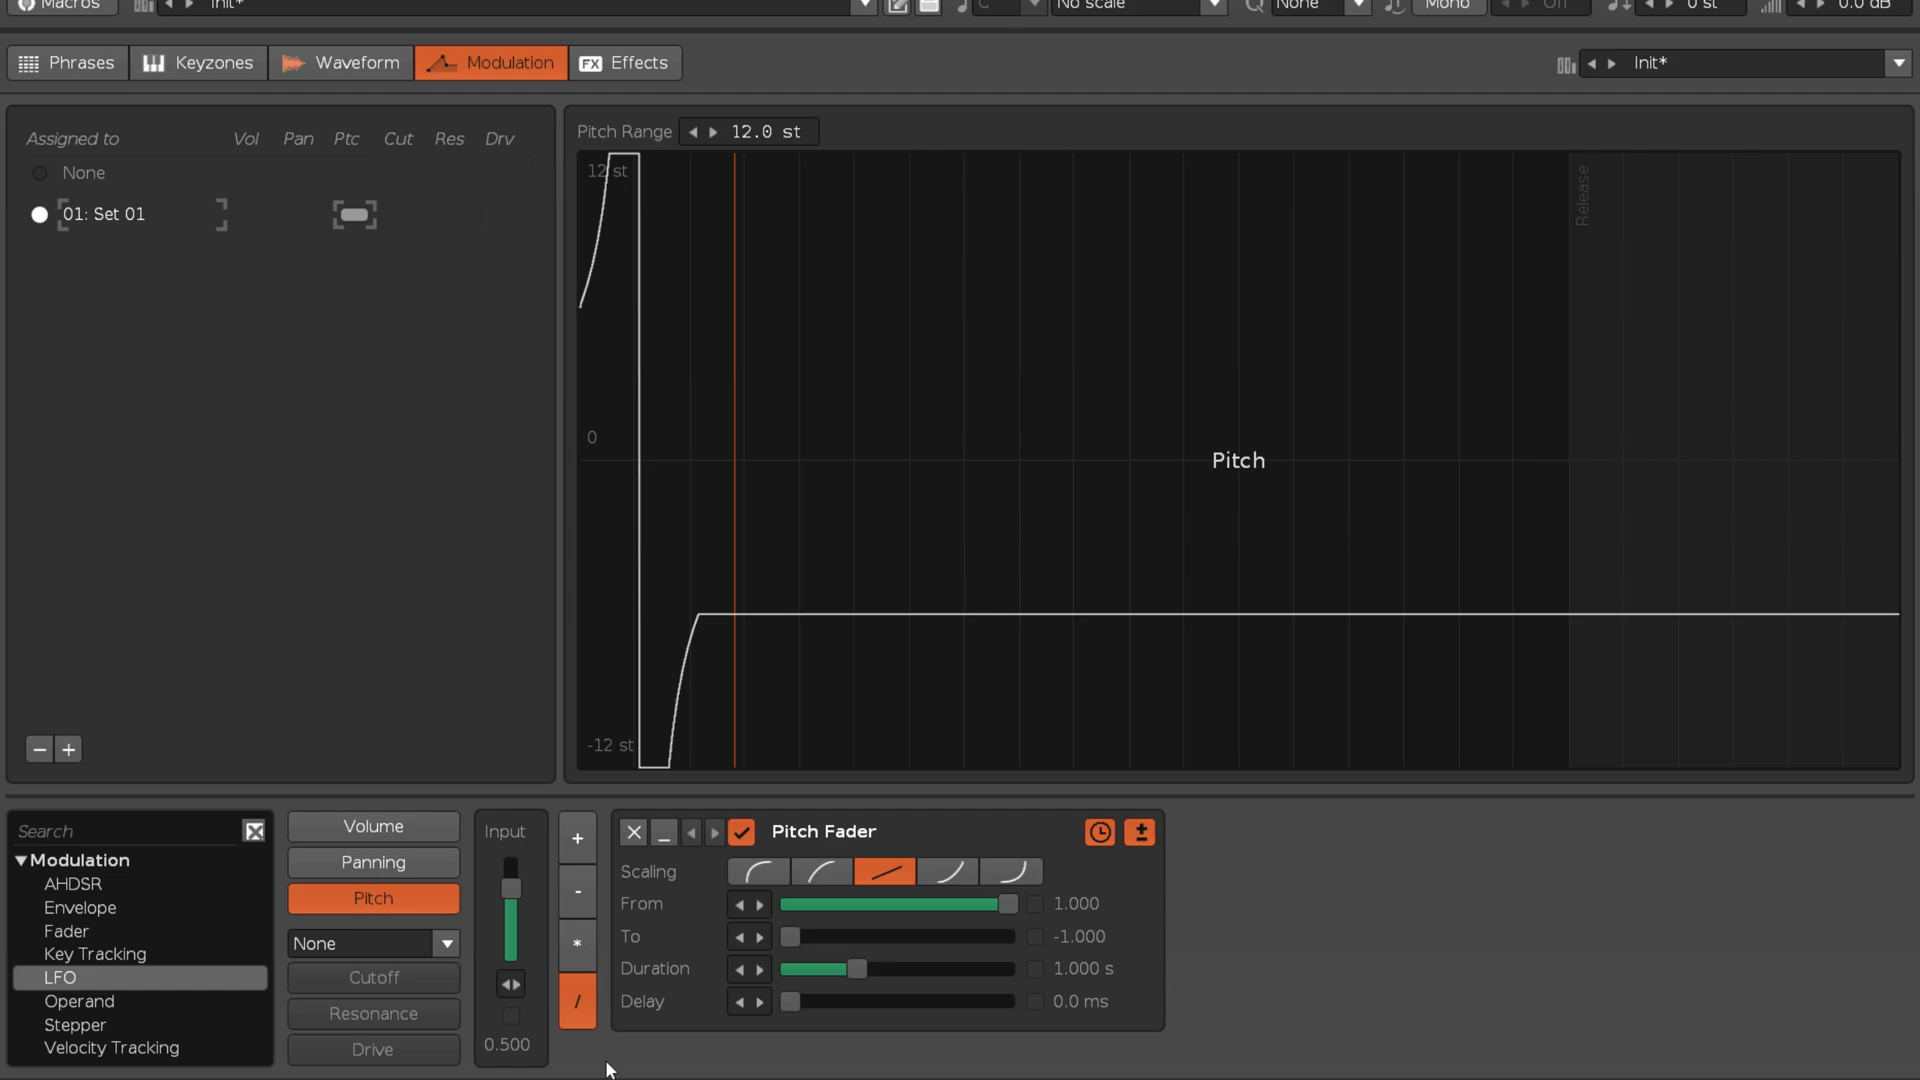 Macros Init* C No scale None Mono Off 0 st 0.0 dB
Phrases Keyzones Waveform Modulation FX Effects Init*
Assigned to Vol Pan Ptc Cut Res Drv
None
01: Set 01
Pitch Range 12.0 st
12 st
Release
0
Pitch
-12 st
Search
Modulation
AHDSR
Envelope
Fader
Key Tracking
LFO
Operand
Stepper
Velocity Tracking
Volume
Panning
Pitch
None
Cutoff
Resonance
Drive
Input
0.500
+
-
*
/
Pitch Fader
Scaling
From 1.000
To -1.000
Duration 1.000 s
Delay 0.0 ms